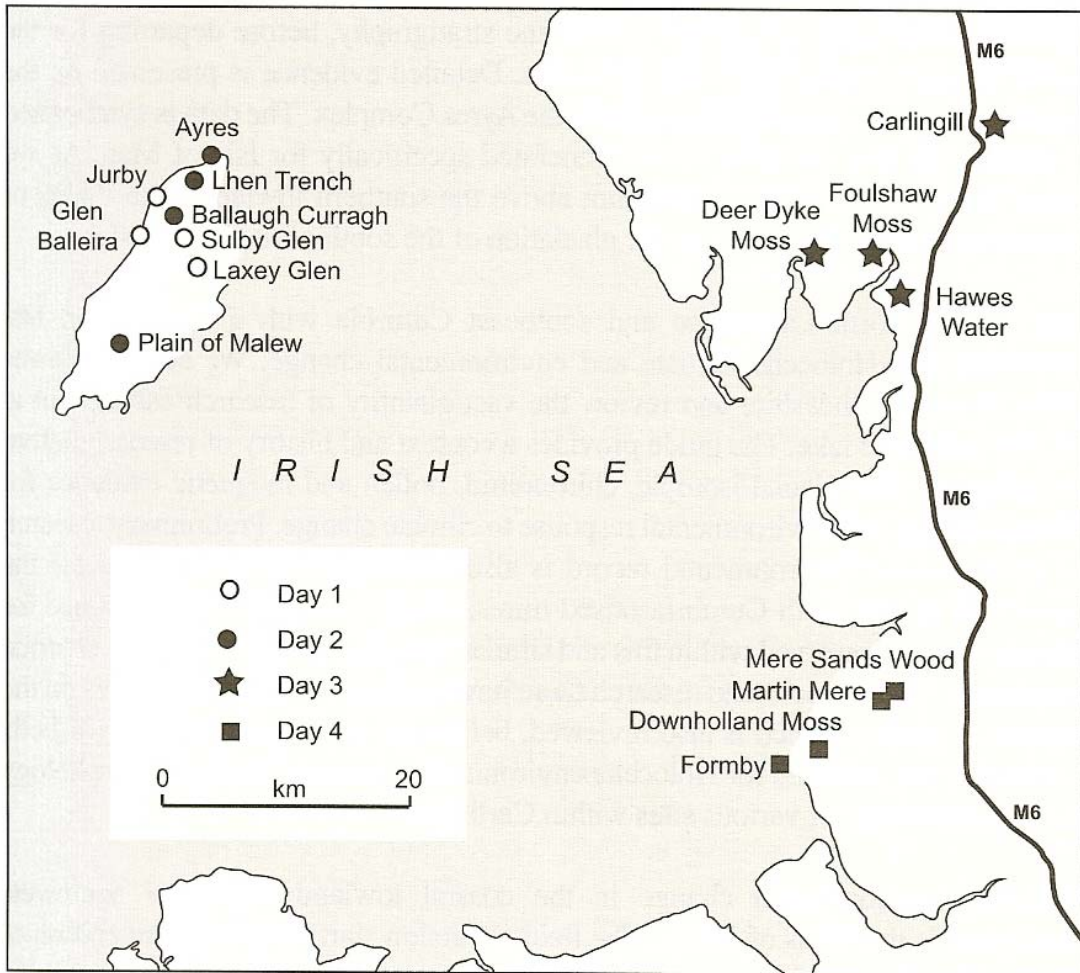 M6
Carlingill
Ayres
Jurby
Lhen Trench
Glen
Balleira
Ballaugh Curragh
Sulby Glen
Laxey Glen
Plain of Malew
Deer Dyke
Moss
Foulshaw
Moss
Hawes
Water
IRISH SEA
M6
Day 1
Day 2
Day 3
Day 4
0 20
km
Mere Sands Wood
Martin Mere
Downholland Moss
Formby
M6